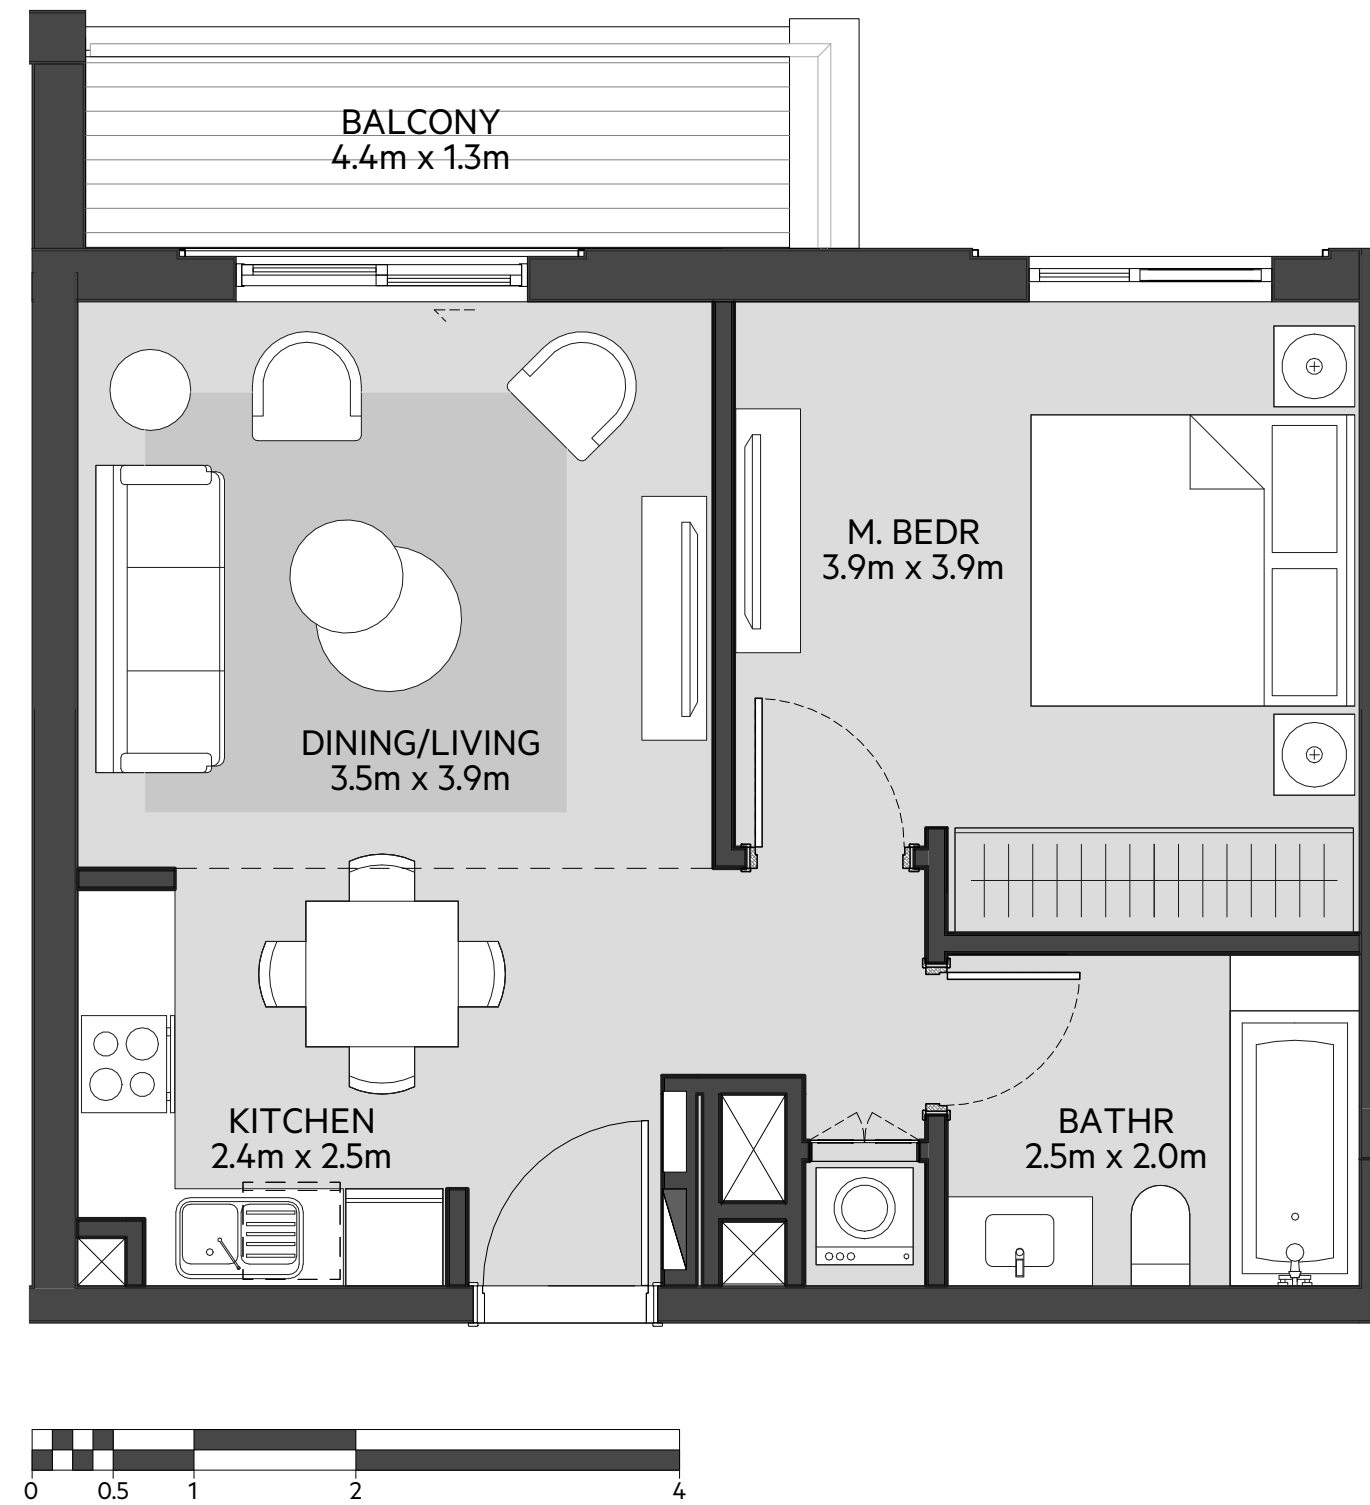 BALCONY
4.4m x 1.3m
M. BEDR
3.9m x 3.9m
DINING/LIVING
3.5m x 3.9m
KITCHEN
2.4m x 2.5m
BATHR
2.5m x 2.0m
0 0.5 1 2 4